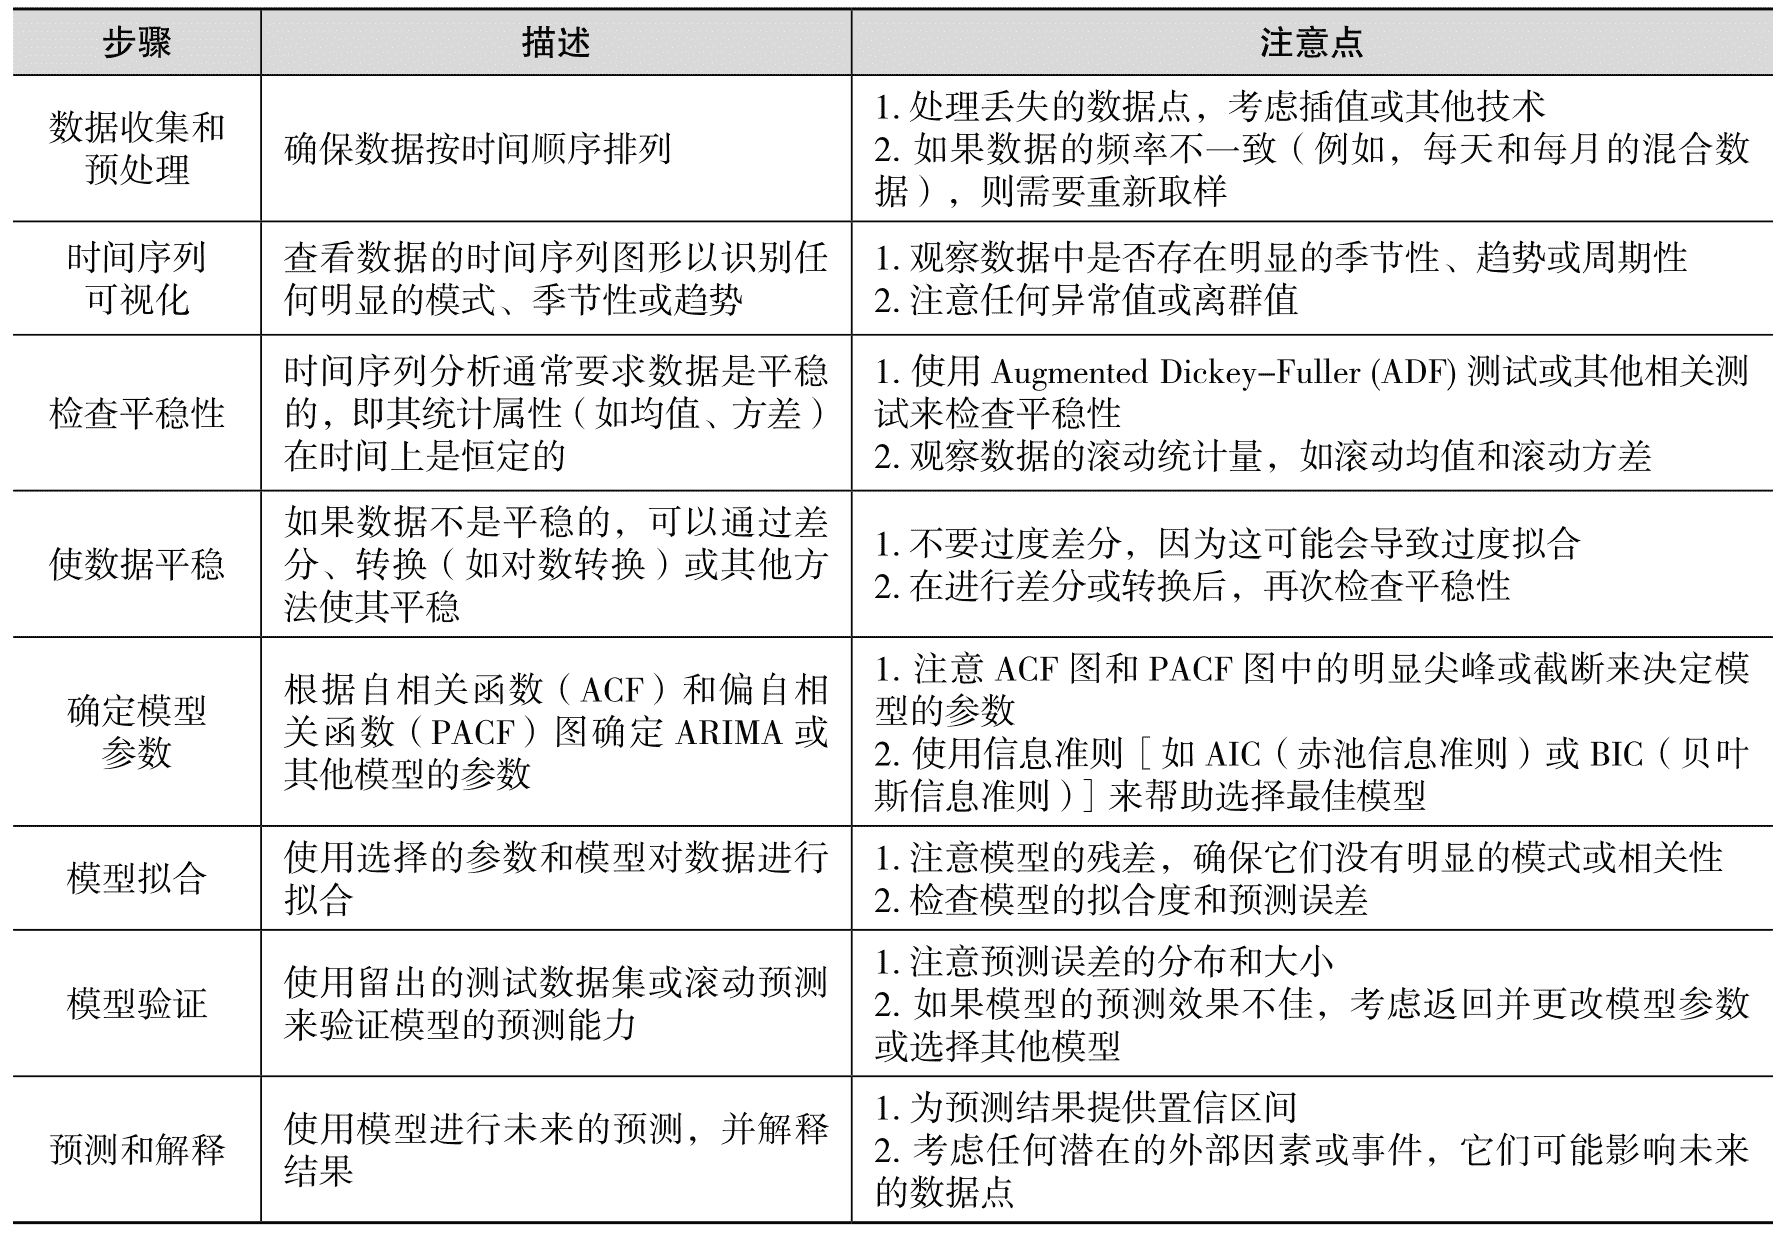 步骤 描述 注意点
数据收集和
预处理
确保数据按时间顺序排列
1. 处理丢失的数据点，考虑插值或其他技术
2. 如果数据的频率不一致（例如，每天和每月的混合数
据），则需要重新取样
时间序列
可视化
查看数据的时间序列图形以识别任
何明显的模式、季节性或趋势
1. 观察数据中是否存在明显的季节性、趋势或周期性
2. 注意任何异常值或离群值
检查平稳性
时间序列分析通常要求数据是平稳
的，即其统计属性（如均值、方差）
在时间上是恒定的
1. 使用 Augmented Dickey-Fuller (ADF) 测试或其他相关测
试来检查平稳性
2. 观察数据的滚动统计量，如滚动均值和滚动方差
使数据平稳
如果数据不是平稳的，可以通过差
分、转换（如对数转换）或其他方
法使其平稳
1. 不要过度差分，因为这可能会导致过度拟合
2. 在进行差分或转换后，再次检查平稳性
确定模型
参数
根据自相关函数（ACF）和偏自相
关函数（PACF）图确定 ARIMA 或
其他模型的参数
1. 注意 ACF 图和 PACF 图中的明显尖峰或截断来决定模
型的参数
2. 使用信息准则［如 AIC（赤池信息准则）或 BIC（贝叶
斯信息准则）］来帮助选择最佳模型
模型拟合
使用选择的参数和模型对数据进行
拟合
1. 注意模型的残差，确保它们没有明显的模式或相关性
2. 检查模型的拟合度和预测误差
模型验证
使用留出的测试数据集或滚动预测
来验证模型的预测能力
1. 注意预测误差的分布和大小
2. 如果模型的预测效果不佳，考虑返回并更改模型参数
或选择其他模型
预测和解释
使用模型进行未来的预测，并解释
结果
1. 为预测结果提供置信区间
2. 考虑任何潜在的外部因素或事件，它们可能影响未来
的数据点